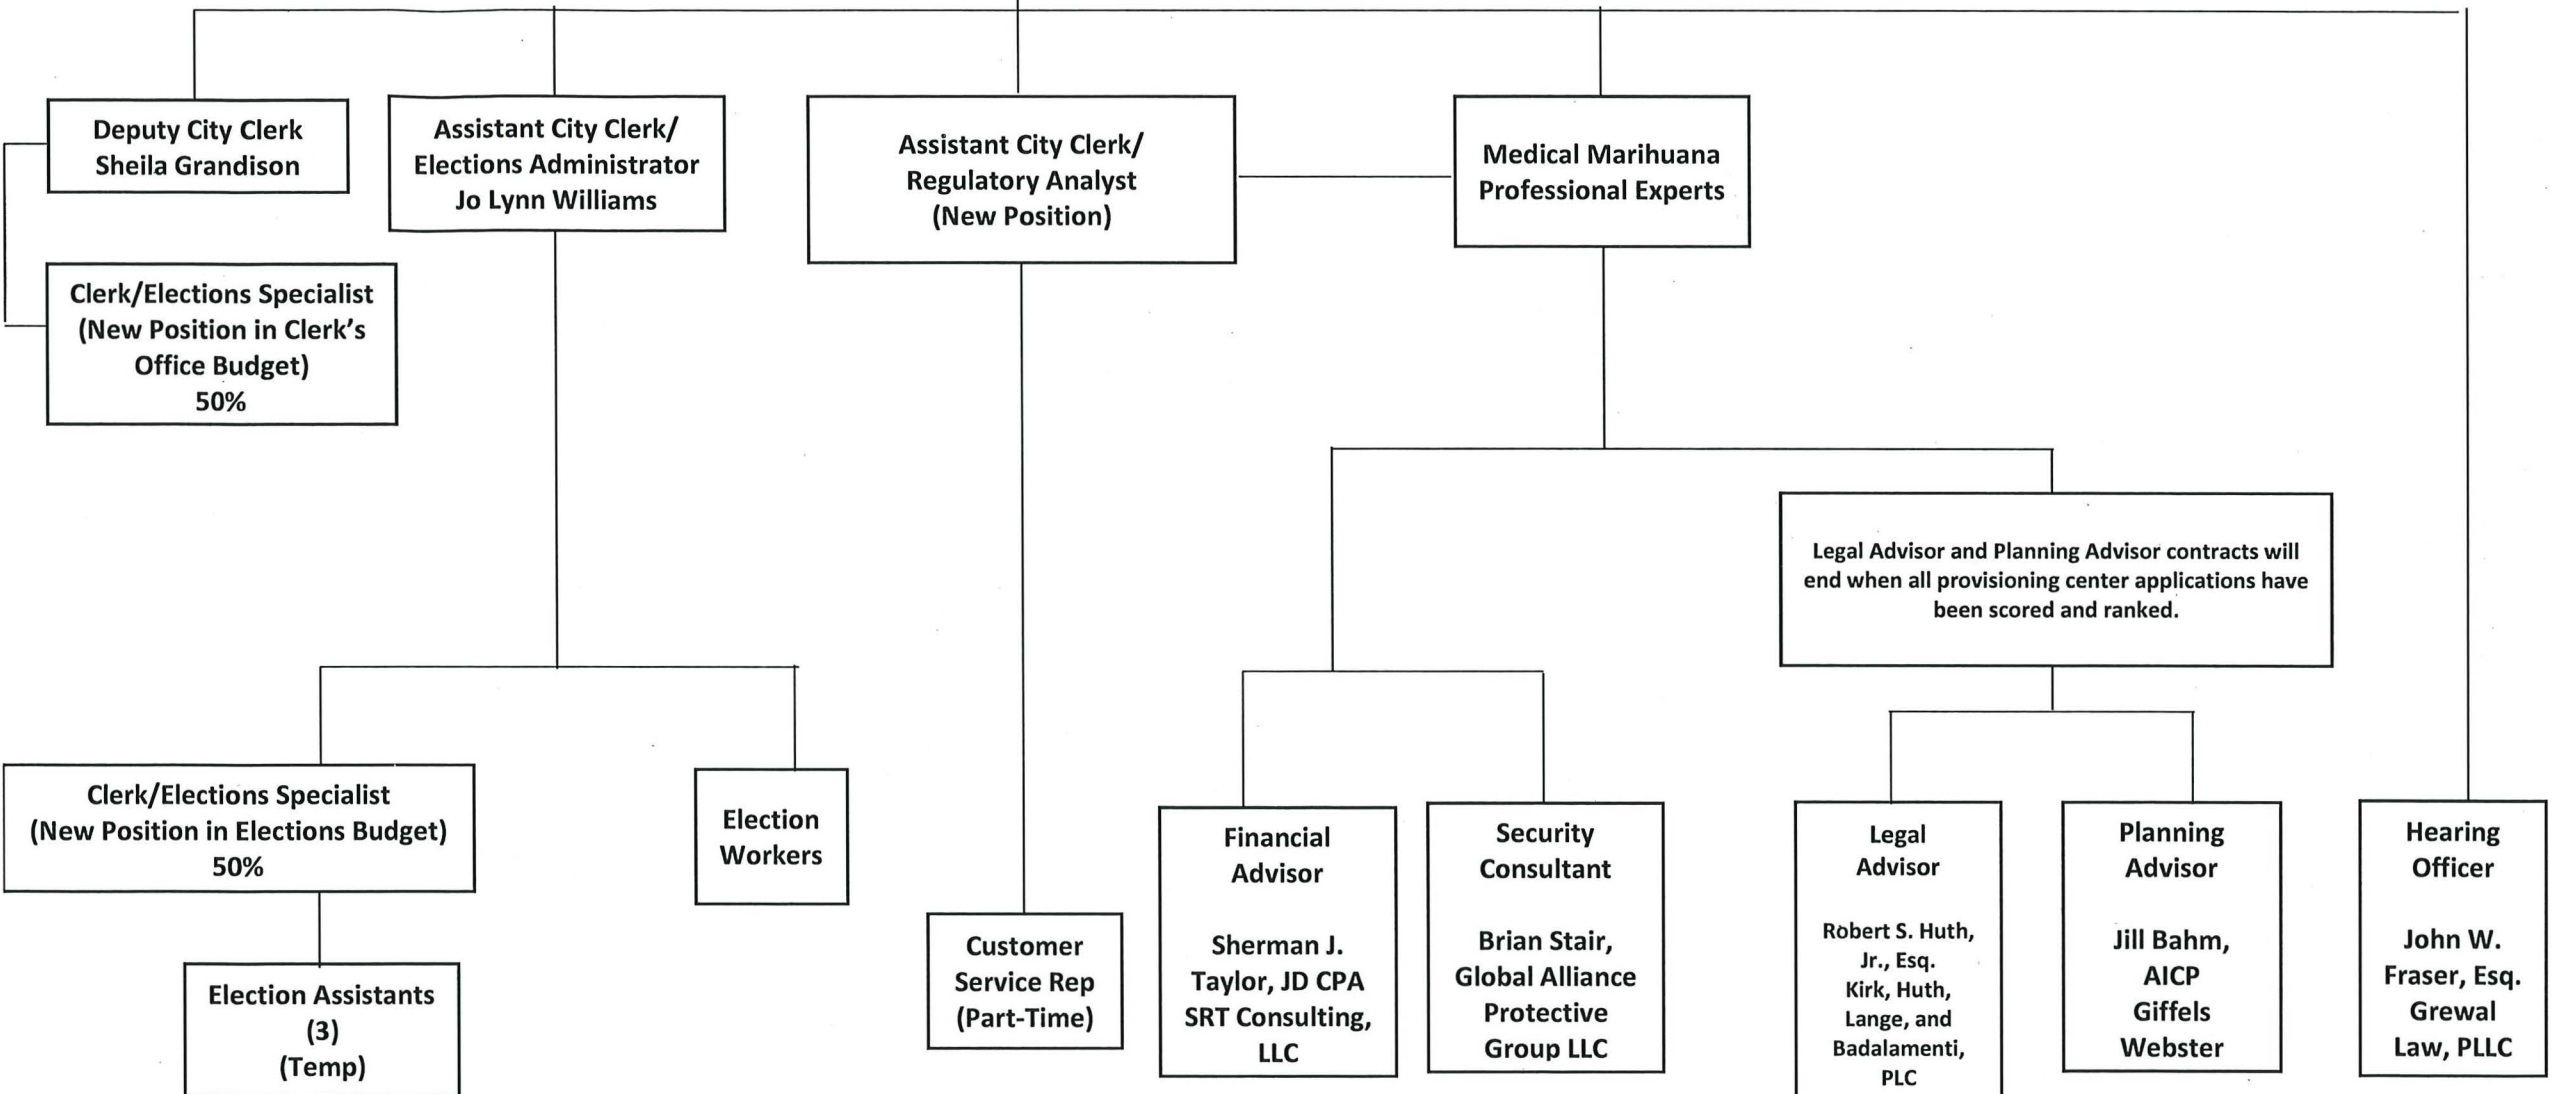 Deputy City Clerk
Sheila Grandison
Assistant City Clerk/
Elections Administrator
Jo Lynn Williams
Assistant City Clerk/
Regulatory Analyst
(New Position)
Medical Marihuana
Professional Experts
Clerk/Elections Specialist
(New Position in Clerk’s
Office Budget)
50%
Legal Advisor and Planning Advisor contracts will
end when all provisioning center applications have
been scored and ranked.
Clerk/Elections Specialist
(New Position in Elections Budget)
50%
Election
Workers
Election Assistants
(3)
(Temp)
Customer
Service Rep
(Part-Time)
Financial
Advisor
Sherman J.
Taylor, JD CPA
SRT Consulting,
LLC
Security
Consultant
Brian Stair,
Global Alliance
Protective
Group LLC
Legal
Advisor
Robert S. Huth,
Jr., Esq.
Kirk, Huth,
Lange, and
Badalamenti,
PLC
Planning
Advisor
Jill Bahm,
AICP
Giffels
Webster
Hearing
Officer
John W.
Fraser, Esq.
Grewal
Law, PLLC